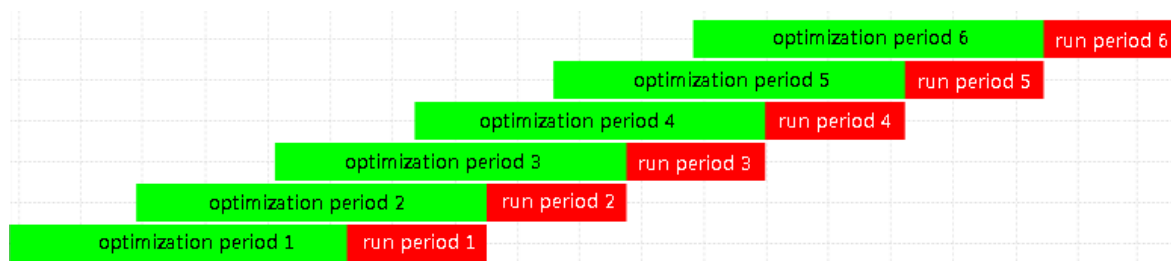 optimization period 6 run period 6
optimization period 5 run period 5
optimization period 4 run period 4
optimization period 3 run period 3
optimization period 2 run period 2
optimization period 1 run period 1